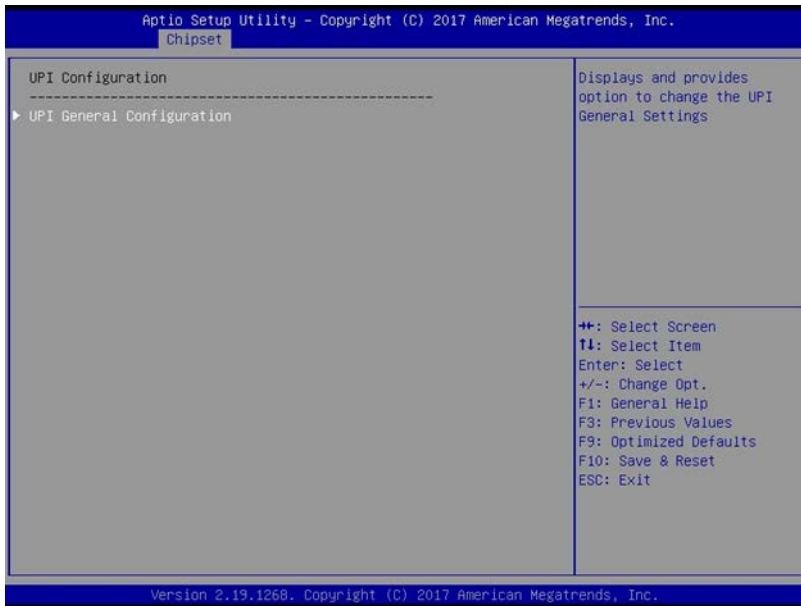 Aptio Setup Utility – Copyright (C) 2017 American Megatrends, Inc.
Chipset
UPI Configuration
--------------------------------------------------
▶ UPI General Configuration
Displays and provides
option to change the UPI
General Settings
→←: Select Screen
↑↓: Select Item
Enter: Select
+/-: Change Opt.
F1: General Help
F3: Previous Values
F9: Optimized Defaults
F10: Save & Reset
ESC: Exit
Version 2.19.1268. Copyright (C) 2017 American Megatrends, Inc.